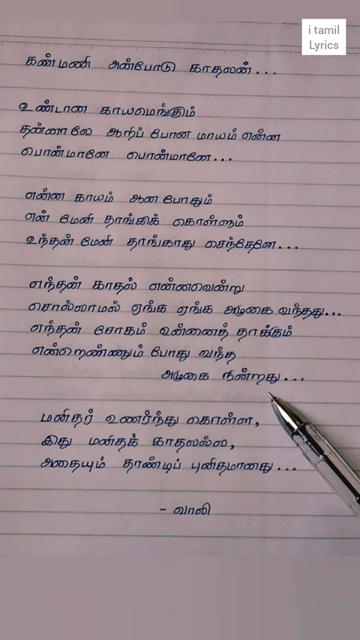 i tamil
Lyrics
கண்மணி அன்போடு காதலன்...
உண்டான காயமெங்கும்
தன்னாலே ஆறிப் போன மாயம் என்ன
பொன்மானே பொன்மானே...
என்ன காயம் ஆன போதும்
என் மேனி தாங்கிக் கொள்ளும்
உந்தன் மேனி தாங்காது செந்தேனே...
எந்தன் காதல் என்னவென்று
சொல்லாமல் ஏங்க ஏங்க அழுகை வந்தது...
எந்தன் சோகம் உன்னைத் தாக்கும்
என்றெண்ணும் போது வந்த
அழுகை நின்றது...
மனிதர் உணர்ந்து கொள்ள,
இது மனிதக் காதலல்ல,
அதையும் தாண்டிப் புனிதமானது...
- வாலி